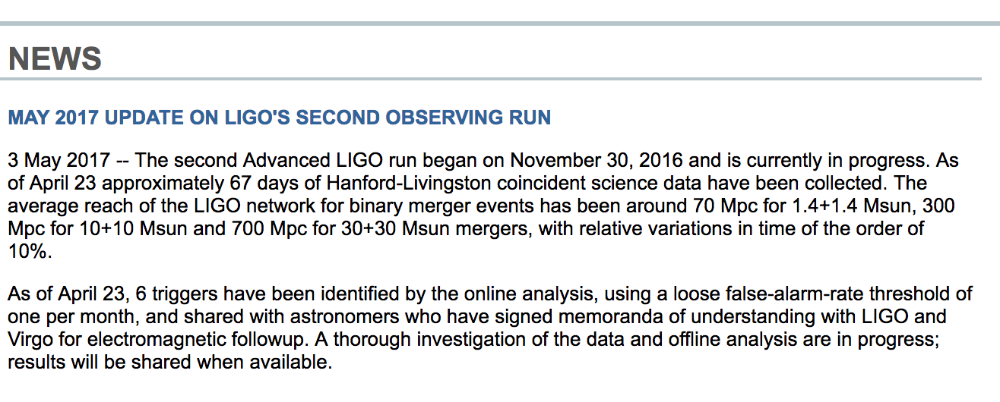 NEWS
MAY 2017 UPDATE ON LIGO'S SECOND OBSERVING RUN
3 May 2017 -- The second Advanced LIGO run began on November 30, 2016 and is currently in progress. As
of April 23 approximately 67 days of Hanford-Livingston coincident science data have been collected. The
average reach of the LIGO network for binary merger events has been around 70 Mpc for 1.4+1.4 Msun, 300
Mpc for 10+10 Msun and 700 Mpc for 30+30 Msun mergers, with relative variations in time of the order of
10%.
As of April 23, 6 triggers have been identified by the online analysis, using a loose false-alarm-rate threshold of
one per month, and shared with astronomers who have signed memoranda of understanding with LIGO and
Virgo for electromagnetic followup. A thorough investigation of the data and offline analysis are in progress;
results will be shared when available.